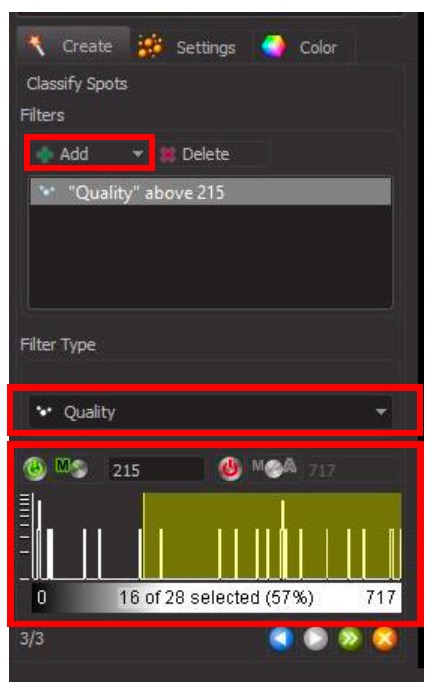 Create Settings Color
Classify Spots
Filters
Add Delete
"Quality" above 215
Filter Type
Quality
M 215 M A 717
0 16 of 28 selected (57%) 717
3/3